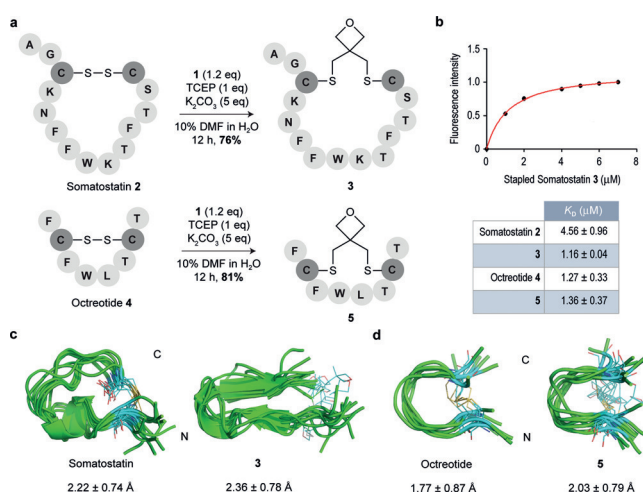 a
O
A
G
C S S C
K S
N T
F F
F W K T
Somatostatin 2
1 (1.2 eq)
TCEP (1 eq)
K₂CO₃ (5 eq)
10% DMF in H₂O
12 h, 76%
O
A
G
S S
C C
K S
N T
F F
F W K T
3
F T
C S S C
F T
W L
Octreotide 4
1 (1.2 eq)
TCEP (1 eq)
K₂CO₃ (5 eq)
10% DMF in H₂O
12 h, 81%
O
S S
F T
C C
F W L T
5
b
Fluorescence intensity
1.5
1.0
0.5
0.0
0 2 4 6 8
Stapled Somatostatin 3 (μM)
K_D (μM)
Somatostatin 2 4.56 ± 0.96
3 1.16 ± 0.04
Octreotide 4 1.27 ± 0.33
5 1.36 ± 0.37
c
C
N
Somatostatin
2.22 ± 0.74 Å
3
2.36 ± 0.78 Å
d
C
N
Octreotide
1.77 ± 0.87 Å
5
2.03 ± 0.79 Å